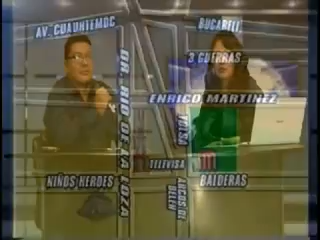 AV. CUAUHTEMOC
BUCARELI
3 GUERRAS
DR. RIO DE LA LOZA
ENRICO MARTINEZ
TOLSA
TELEVISA
NIÑOS HEROES
BALDERAS
ARCOS DE BELEN